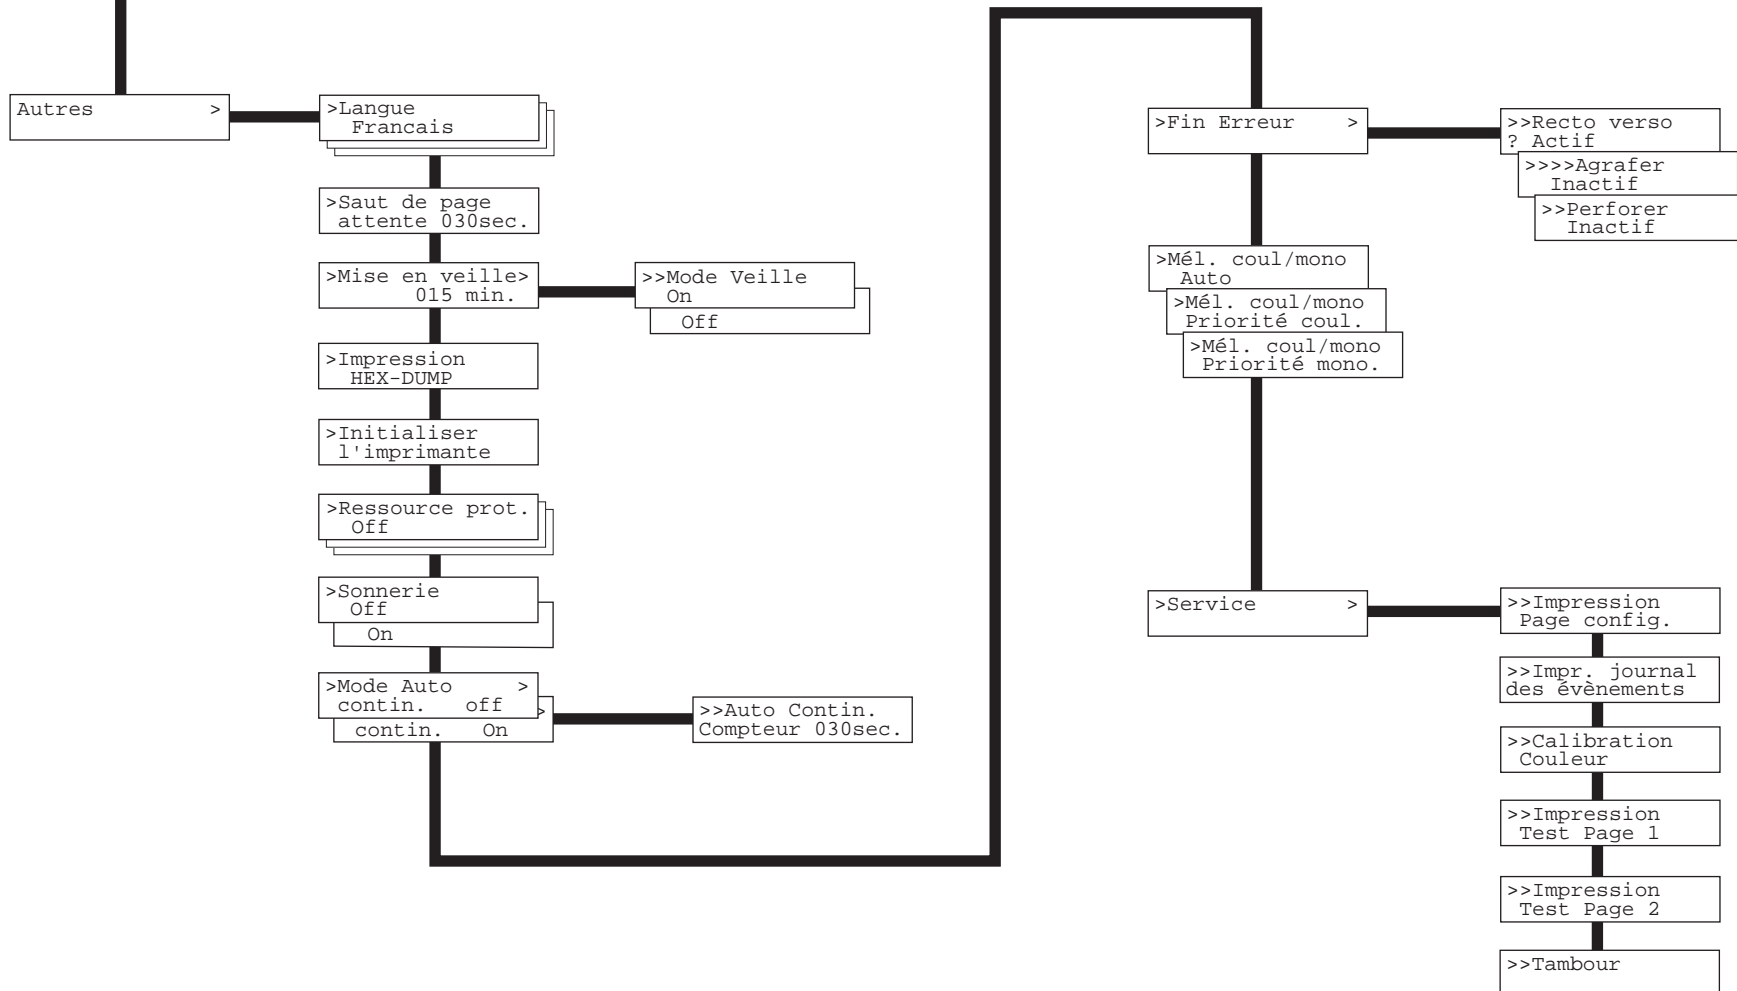 Autres >
>Langue
Francais
>Saut de page
attente 030sec.
>Mise en veille>
015 min.
>>Mode Veille
On
Off
>Impression
HEX-DUMP
>Initialiser
l'imprimante
>Ressource prot.
Off
>Sonnerie
Off
On
>Mode Auto >
contin. off
>
contin. On
>>Auto Contin.
Compteur 030sec.
>Fin Erreur >
>>Recto verso
? Actif
>>>>Agrafer
Inactif
>>Perforer
Inactif
>Mél. coul/mono
Auto
>Mél. coul/mono
Priorité coul.
>Mél. coul/mono
Priorité mono.
>Service >
>>Impression
Page config.
>>Impr. journal
des évènements
>>Calibration
Couleur
>>Impression
Test Page 1
>>Impression
Test Page 2
>>Tambour